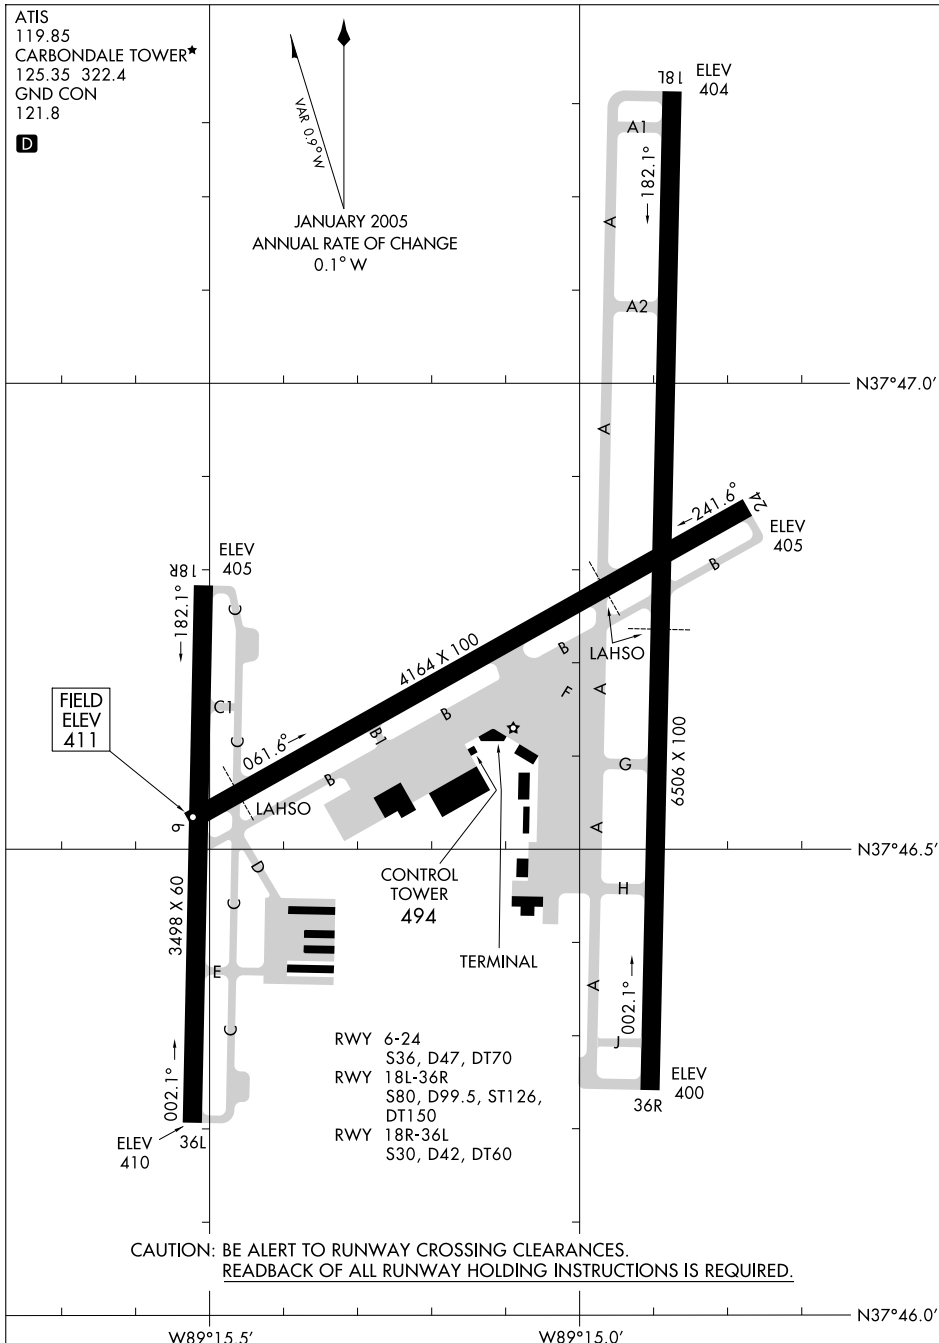 ATIS
119.85
CARBONDALE TOWER★
125.35 322.4
GND CON
121.8
D
VAR 0.9° W
JANUARY 2005
ANNUAL RATE OF CHANGE
0.1° W
18L
ELEV
404
A1
182.1°
A
A2
N37°47.0'
A
241.6°
24
ELEV
405
B
18R
ELEV
405
182.1°
C
4164 X 100
B
LAHSO
F
A
FIELD
ELEV
411
C1
C
B
B1
061.6°
B
LAHSO
6
G
6506 X 100
A
N37°46.5'
D
CONTROL
TOWER
494
H
3498 X 60
C
TERMINAL
E
A
002.1°
C
J
002.1°
RWY 6-24
S36, D47, DT70
RWY 18L-36R
S80, D99.5, ST126,
DT150
RWY 18R-36L
S30, D42, DT60
ELEV
400
36R
ELEV
410
36L
CAUTION: BE ALERT TO RUNWAY CROSSING CLEARANCES.
READBACK OF ALL RUNWAY HOLDING INSTRUCTIONS IS REQUIRED.
N37°46.0'
W89°15.5'
W89°15.0'